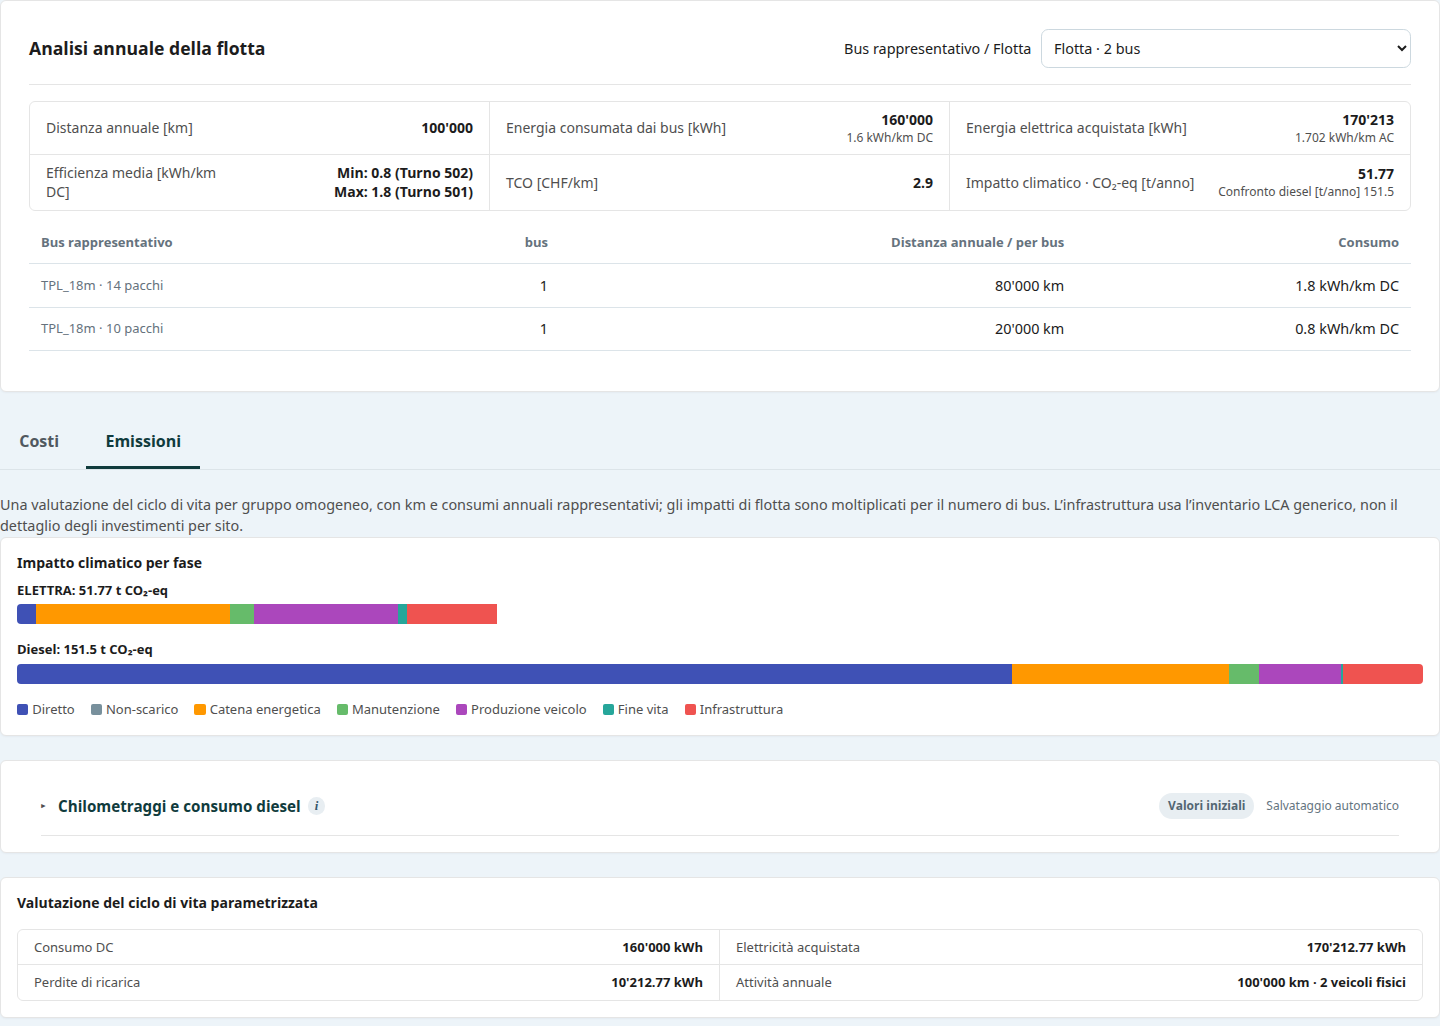 Analisi annuale della flotta
Bus rappresentativo / Flotta
Flotta · 2 bus
Distanza annuale [km]
100'000
Energia consumata dai bus [kWh]
160'000
1.6 kWh/km DC
Energia elettrica acquistata [kWh]
170'213
1.702 kWh/km AC
Efficienza media [kWh/km
DC]
Min: 0.8 (Turno 502)
Max: 1.8 (Turno 501)
TCO [CHF/km]
2.9
Impatto climatico · CO₂-eq [t/anno]
51.77
Confronto diesel [t/anno] 151.5
Bus rappresentativo bus Distanza annuale / per bus Consumo
TPL_18m · 14 pacchi 1 80'000 km 1.8 kWh/km DC
TPL_18m · 10 pacchi 1 20'000 km 0.8 kWh/km DC
Costi Emissioni
Una valutazione del ciclo di vita per gruppo omogeneo, con km e consumi annuali rappresentativi; gli impatti di flotta sono moltiplicati per il numero di bus. L’infrastruttura usa l’inventario LCA generico, non il
dettaglio degli investimenti per sito.
Impatto climatico per fase
ELETTRA: 51.77 t CO₂-eq
Diesel: 151.5 t CO₂-eq
Diretto Non-scarico Catena energetica Manutenzione Produzione veicolo Fine vita Infrastruttura
Chilometraggi e consumo diesel i
Valori iniziali Salvataggio automatico
Valutazione del ciclo di vita parametrizzata
Consumo DC 160'000 kWh
Elettricità acquistata 170'212.77 kWh
Perdite di ricarica 10'212.77 kWh
Attività annuale 100'000 km · 2 veicoli fisici